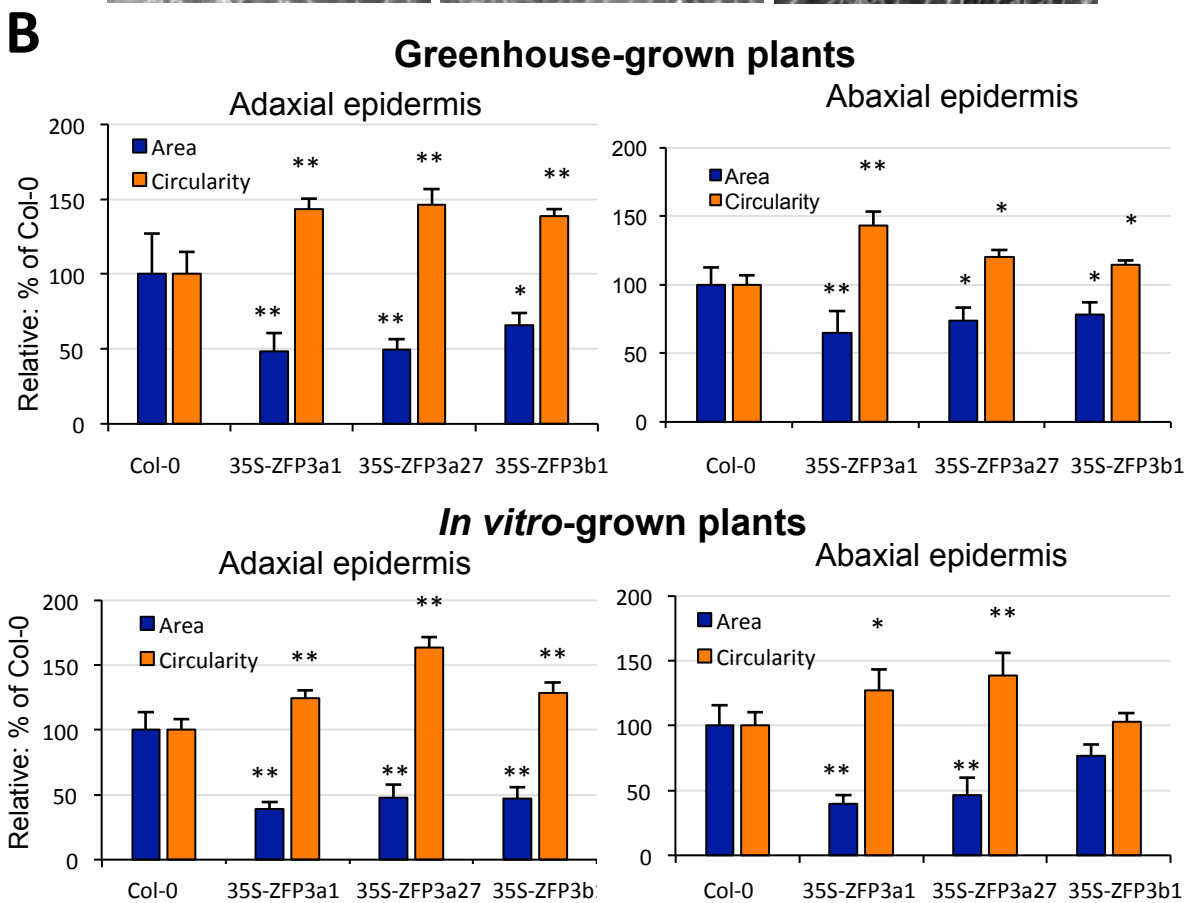 B
Greenhouse-grown plants
Adaxial epidermis
Abaxial epidermis
Relative: % of Col-0
200
150
100
50
0
Area
Circularity
**
**
**
**
**
*
Col-0 35S-ZFP3a1 35S-ZFP3a27 35S-ZFP3b1
200
150
100
50
0
Area
Circularity
**
**
*
*
*
*
Col-0 35S-ZFP3a1 35S-ZFP3a27 35S-ZFP3b1
In vitro-grown plants
Adaxial epidermis
Abaxial epidermis
Relative: % of Col-0
200
150
100
50
0
Area
Circularity
**
**
**
**
**
**
Col-0 35S-ZFP3a1 35S-ZFP3a27 35S-ZFP3b
200
150
100
50
0
Area
Circularity
**
*
**
**
Col-0 35S-ZFP3a1 35S-ZFP3a27 35S-ZFP3b1